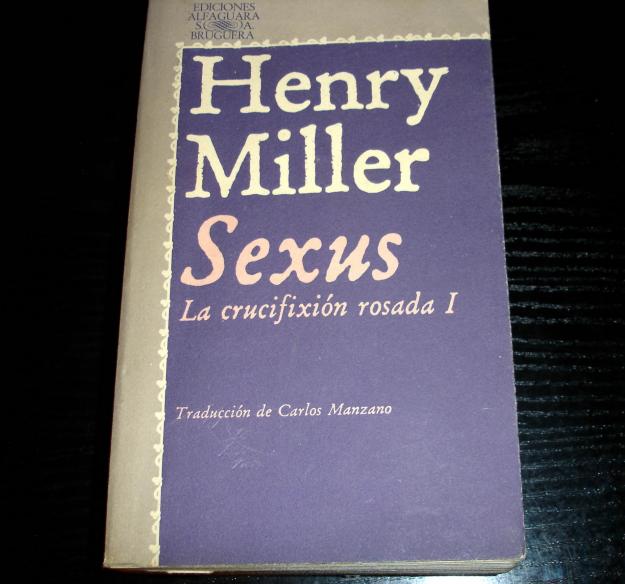 EDICIONES
ALFAGUARA
S. A.
BRUGUERA
Henry
Miller
Sexus
La crucifixión rosada I
Traducción de Carlos Manzano